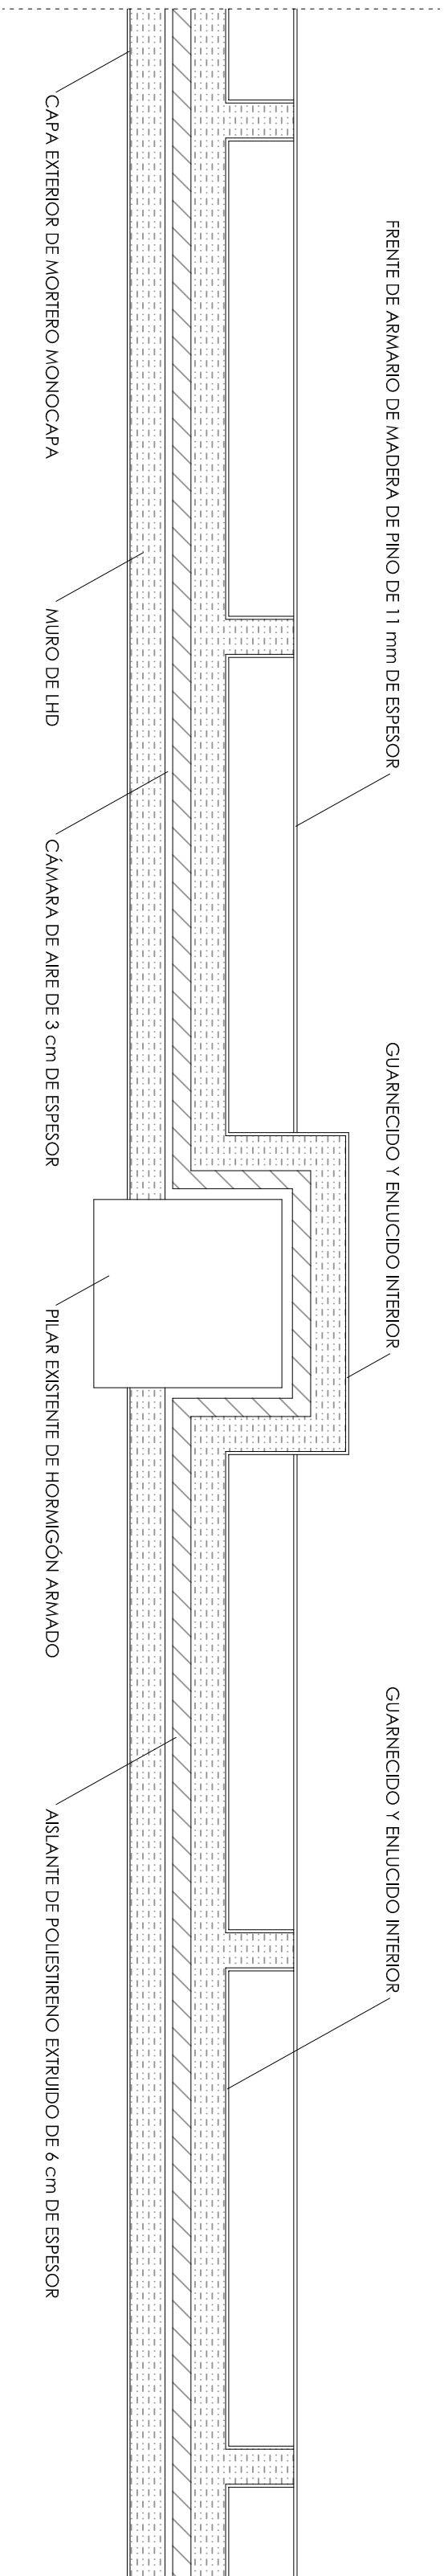 FRENTE DE ARMARIO DE MADERA DE PINO DE 11 mm DE ESPESOR
GUARNECIDO Y ENLUCIDO INTERIOR
GUARNECIDO Y ENLUCIDO INTERIOR
CAPA EXTERIOR DE MORTERO MONOCAPA
MURO DE LHD
CÁMARA DE AIRE DE 3 cm DE ESPESOR
PILAR EXISTENTE DE HORMIGÓN ARMADO
AISLANTE DE POLIESTIRENO EXTRUIDO DE 6 cm DE ESPESOR